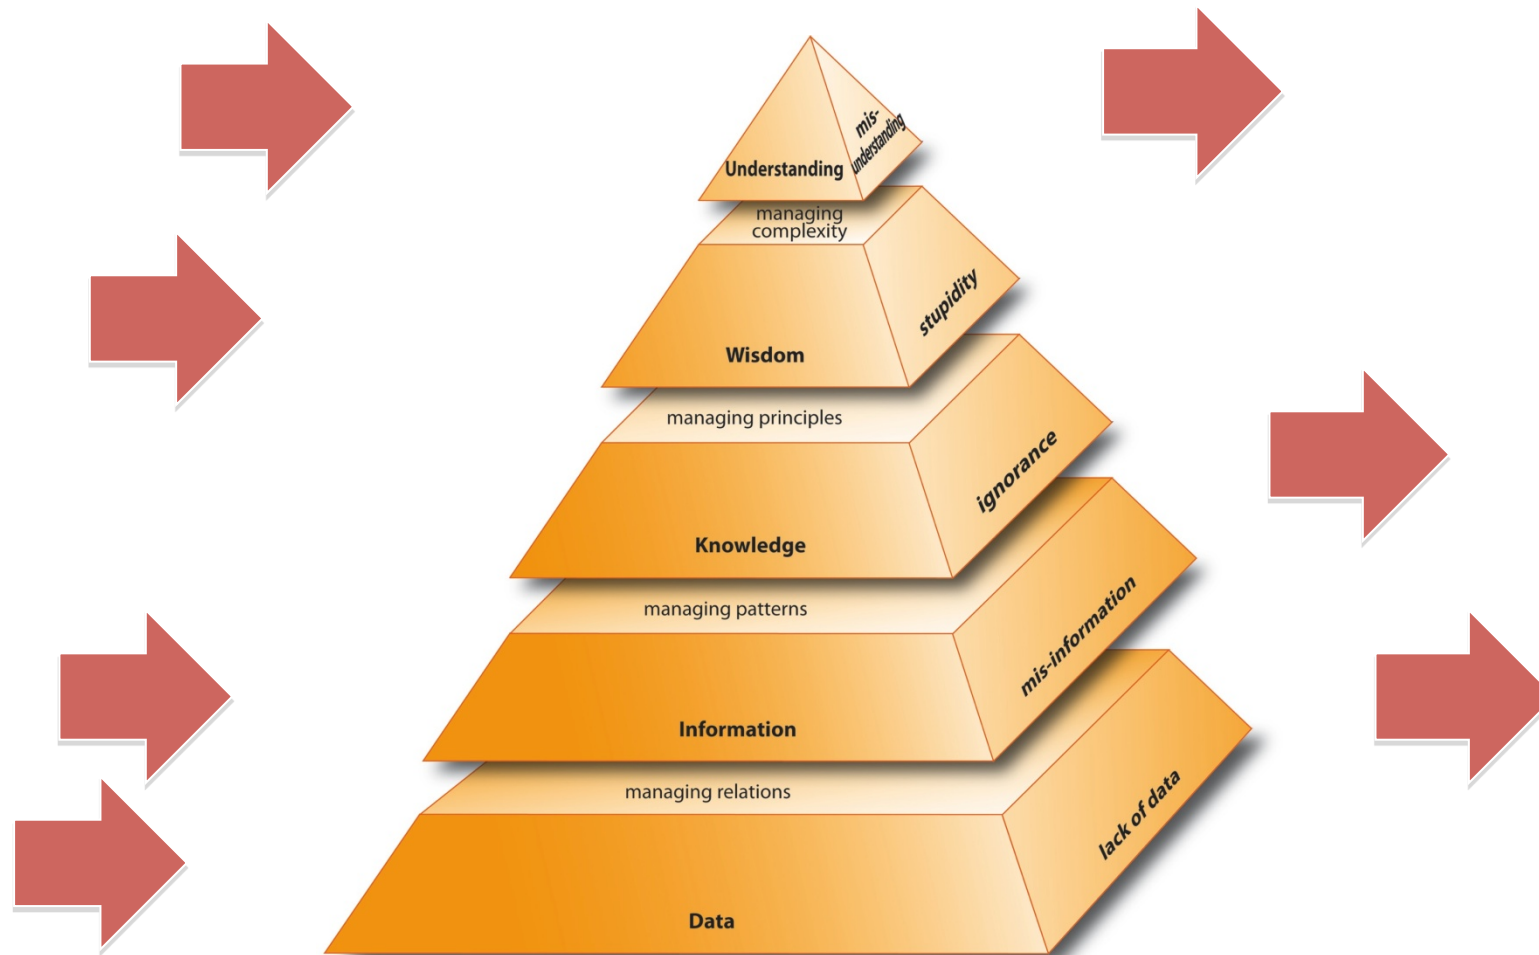 Understanding
mis-
understanding
managing
complexity
Wisdom
stupidity
managing principles
Knowledge
ignorance
managing patterns
Information
mis-information
managing relations
Data
lack of data